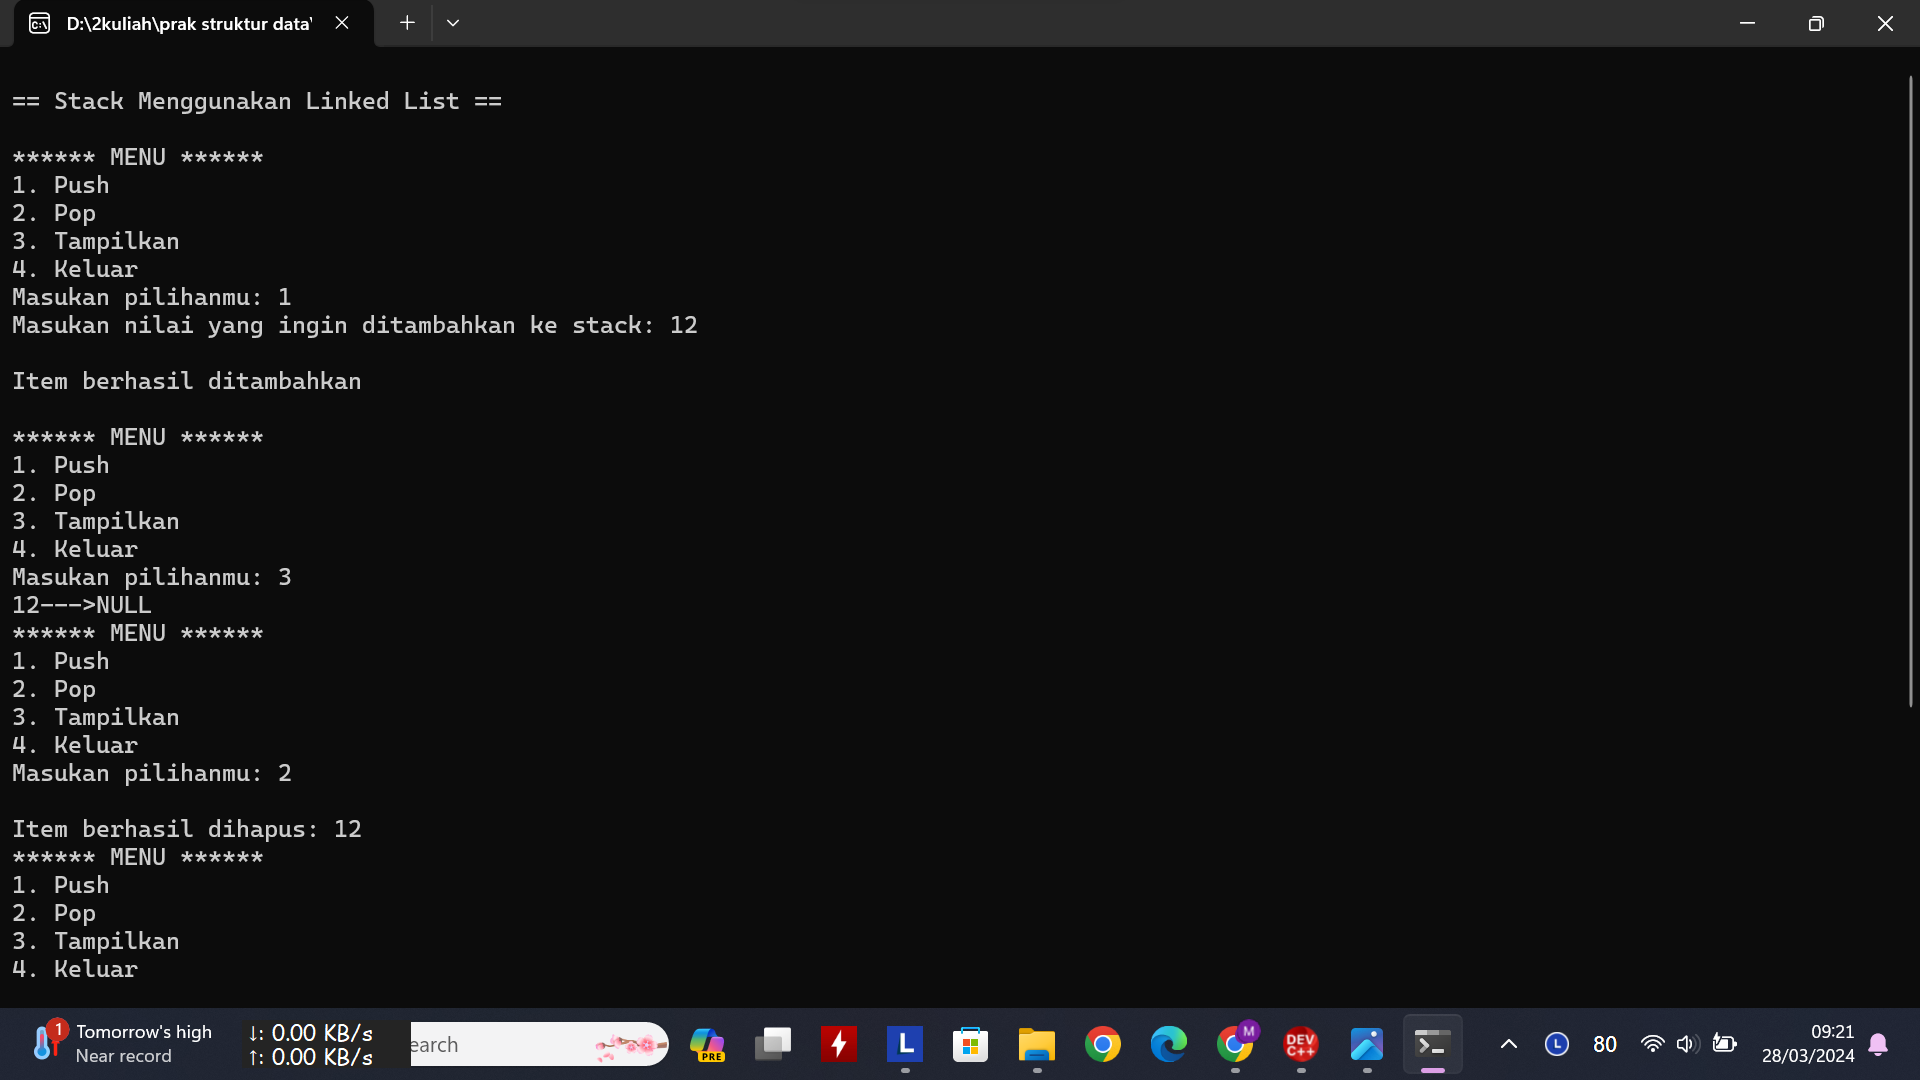 D:\2kuliah\prak struktur data\
== Stack Menggunakan Linked List ==
****** MENU ******
1. Push
2. Pop
3. Tampilkan
4. Keluar
Masukan pilihanmu: 1
Masukan nilai yang ingin ditambahkan ke stack: 12
Item berhasil ditambahkan
****** MENU ******
1. Push
2. Pop
3. Tampilkan
4. Keluar
Masukan pilihanmu: 3
12--->NULL
****** MENU ******
1. Push
2. Pop
3. Tampilkan
4. Keluar
Masukan pilihanmu: 2
Item berhasil dihapus: 12
****** MENU ******
1. Push
2. Pop
3. Tampilkan
4. Keluar
1
Tomorrow's high
Near record
↓: 0.00 KB/s
↑: 0.00 KB/s
earch
PRE
L
M
DEV
C++
L
80
09:21
28/03/2024